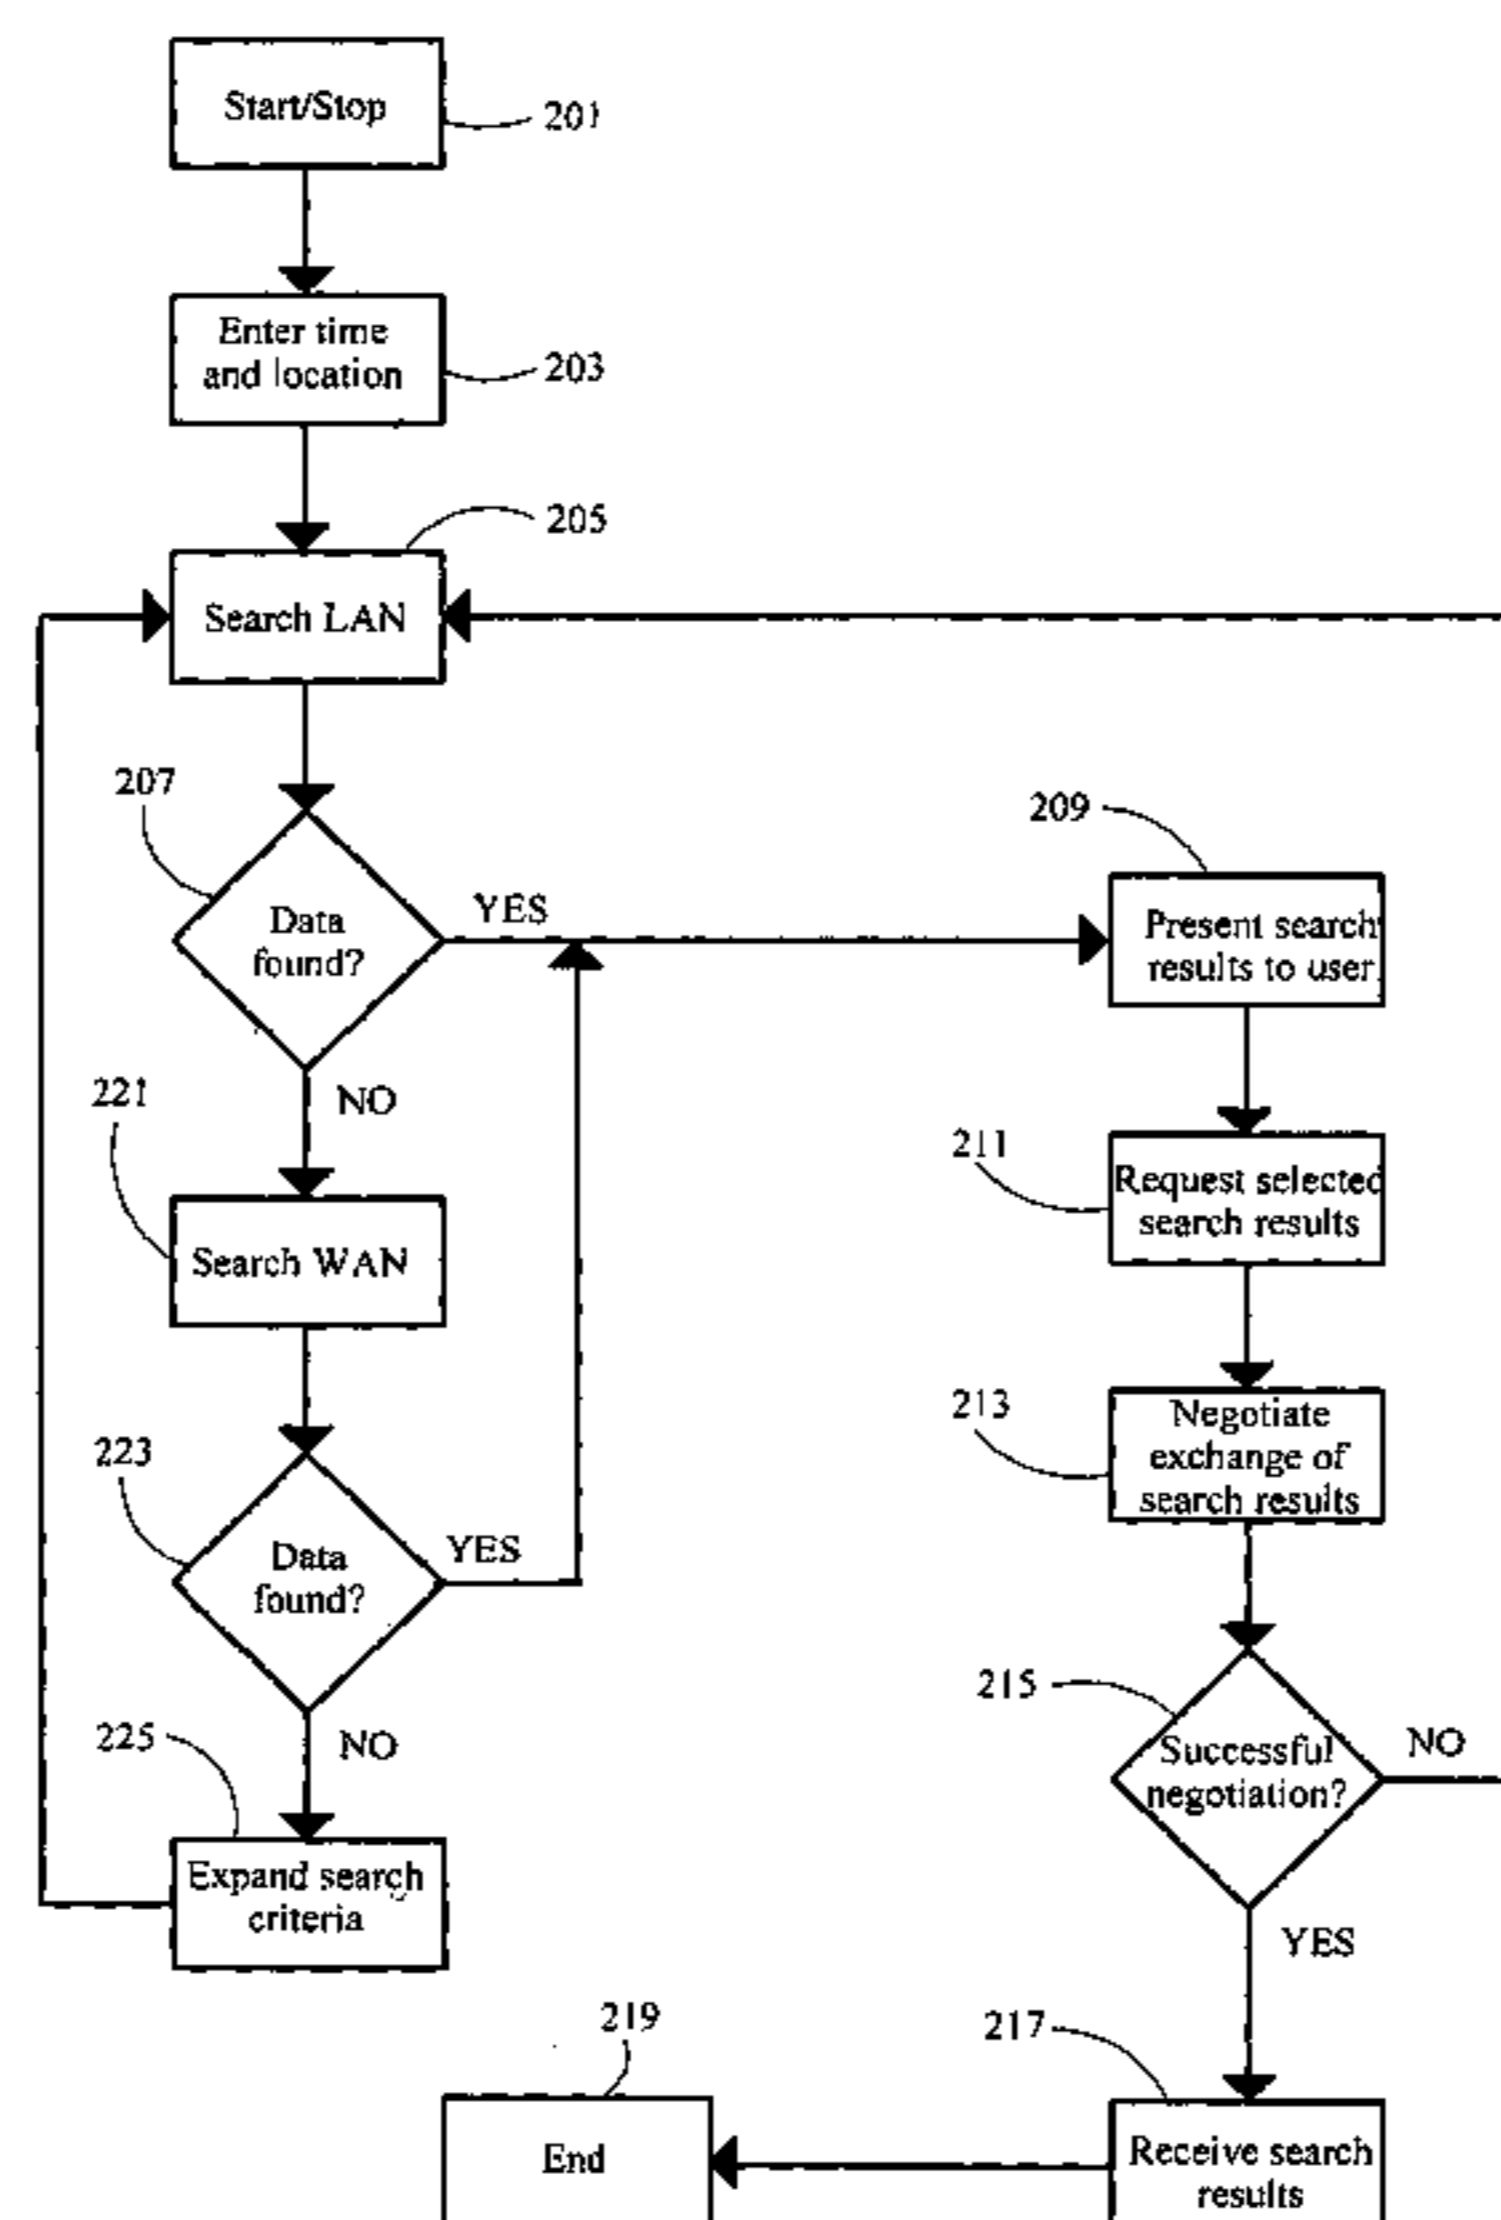 Start/Stop
201
Enter time
and location
203
205
Search LAN
207
Data
found?
YES
209
Present search
results to user
NO
221
Search WAN
211
Request selected
search results
213
Negotiate
exchange of
search results
223
Data
found?
YES
215
Successful
negotiation?
NO
225
NO
Expand search
criteria
YES
219
217
End
Receive search
results